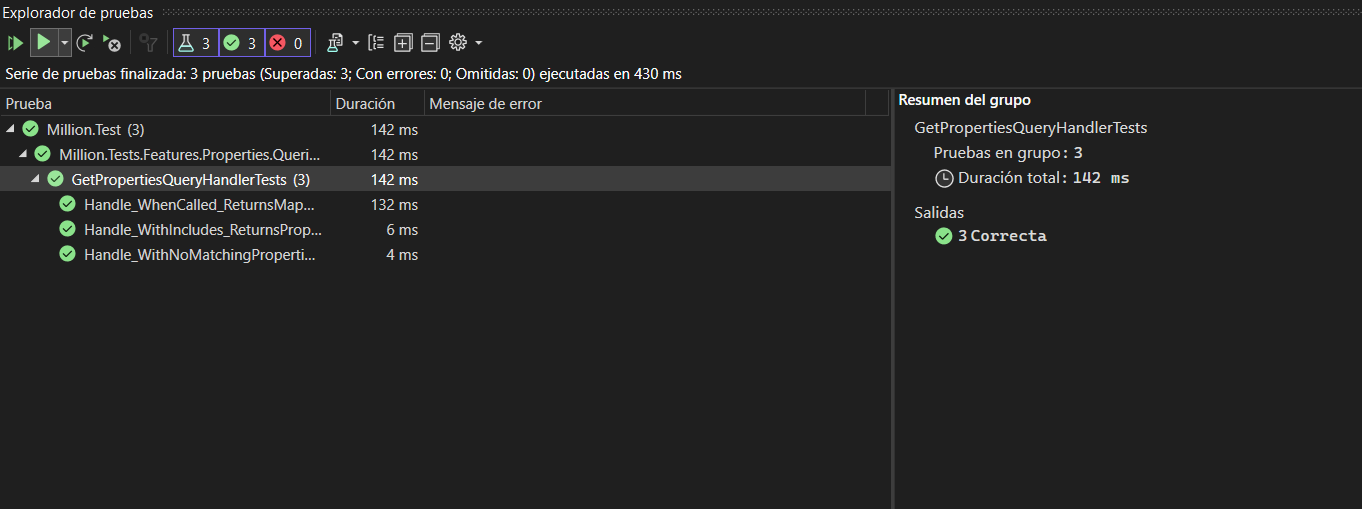 Explorador de pruebas
3 3 0
Serie de pruebas finalizada: 3 pruebas (Superadas: 3; Con errores: 0; Omitidas: 0) ejecutadas en 430 ms
Prueba Duración Mensaje de error
Million.Test (3) 142 ms
Million.Tests.Features.Properties.Queri... 142 ms
GetPropertiesQueryHandlerTests (3) 142 ms
Handle_WhenCalled_ReturnsMap... 132 ms
Handle_WithIncludes_ReturnsProp... 6 ms
Handle_WithNoMatchingProperti... 4 ms
Resumen del grupo
GetPropertiesQueryHandlerTests
Pruebas en grupo: 3
Duración total: 142 ms
Salidas
3 Correcta